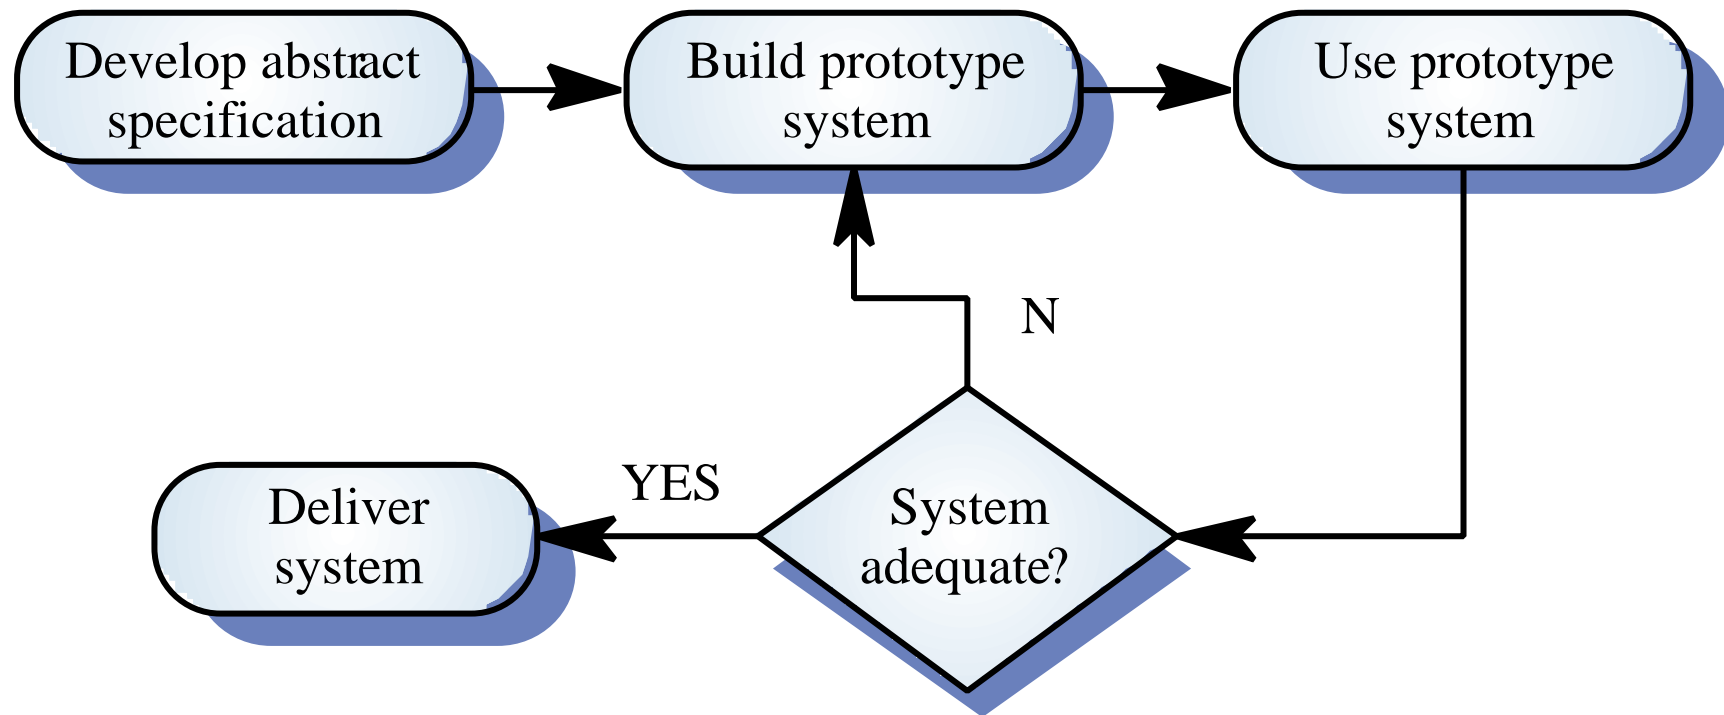 Develop abstract
specification
Build prototype
system
Use prototype
system
N
YES
Deliver
system
System
adequate?